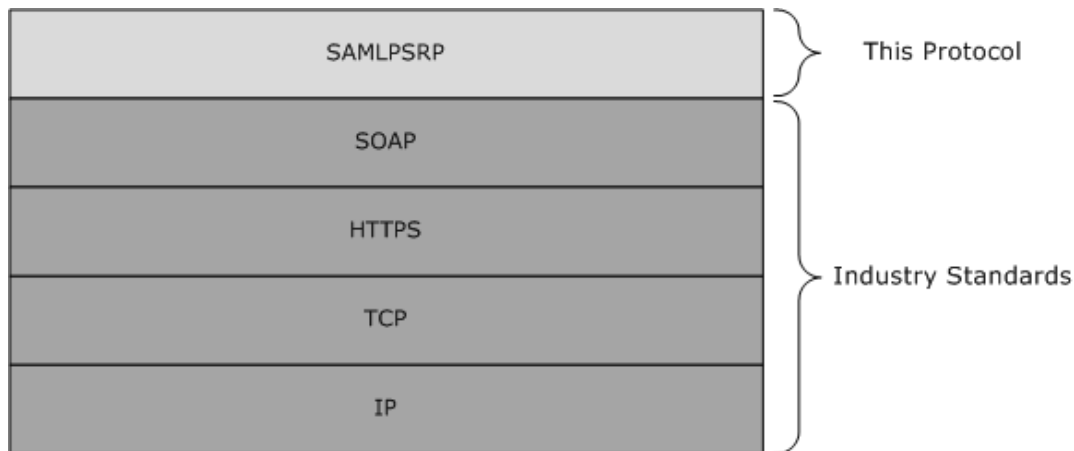 SAMLPSRP
This Protocol
SOAP
HTTPS
Industry Standards
TCP
IP